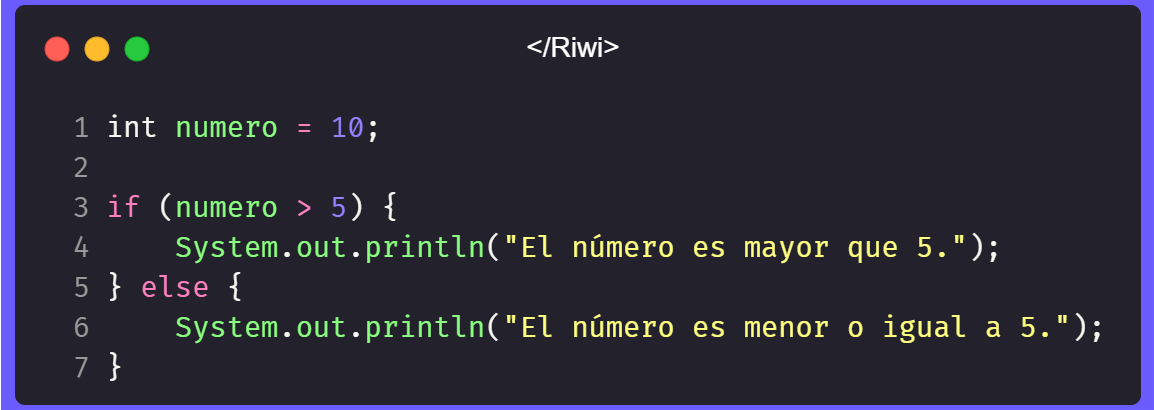 </Riwi>
1 int numero = 10;
2
3 if (numero > 5) {
4     System.out.println("El número es mayor que 5.");
5 } else {
6     System.out.println("El número es menor o igual a 5.");
7 }